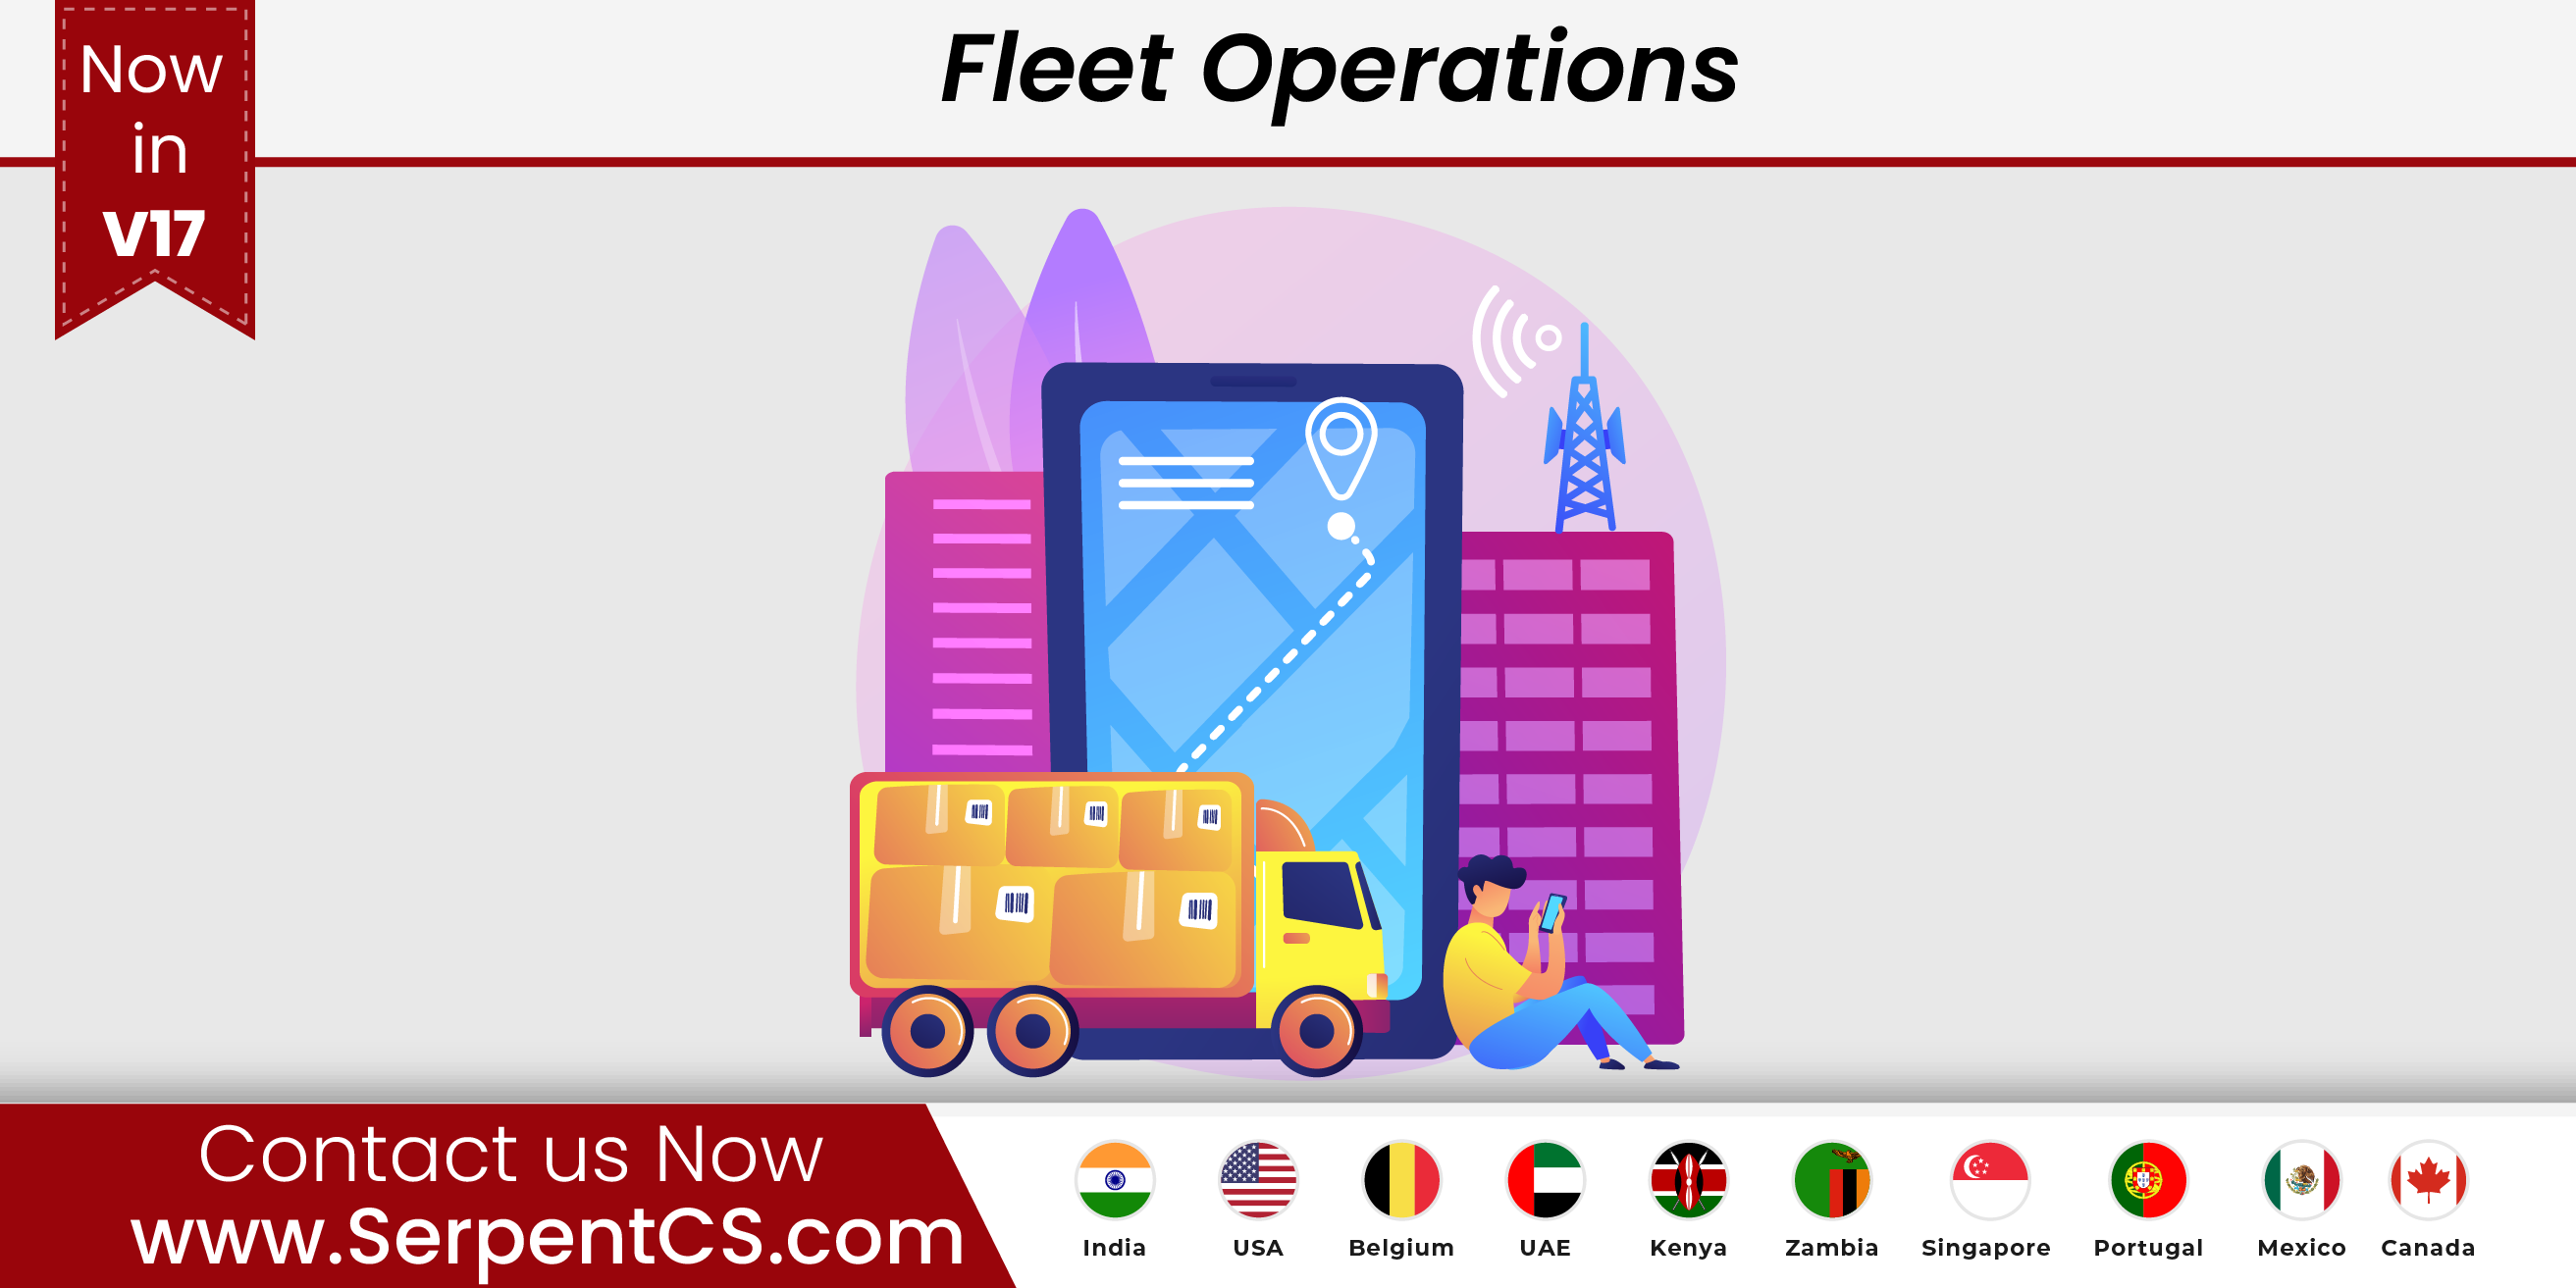 Now
in
V17
Fleet Operations
Contact us Now
www.SerpentCS.com
India
USA
Belgium
UAE
Kenya
Zambia
Singapore
Portugal
Mexico
Canada